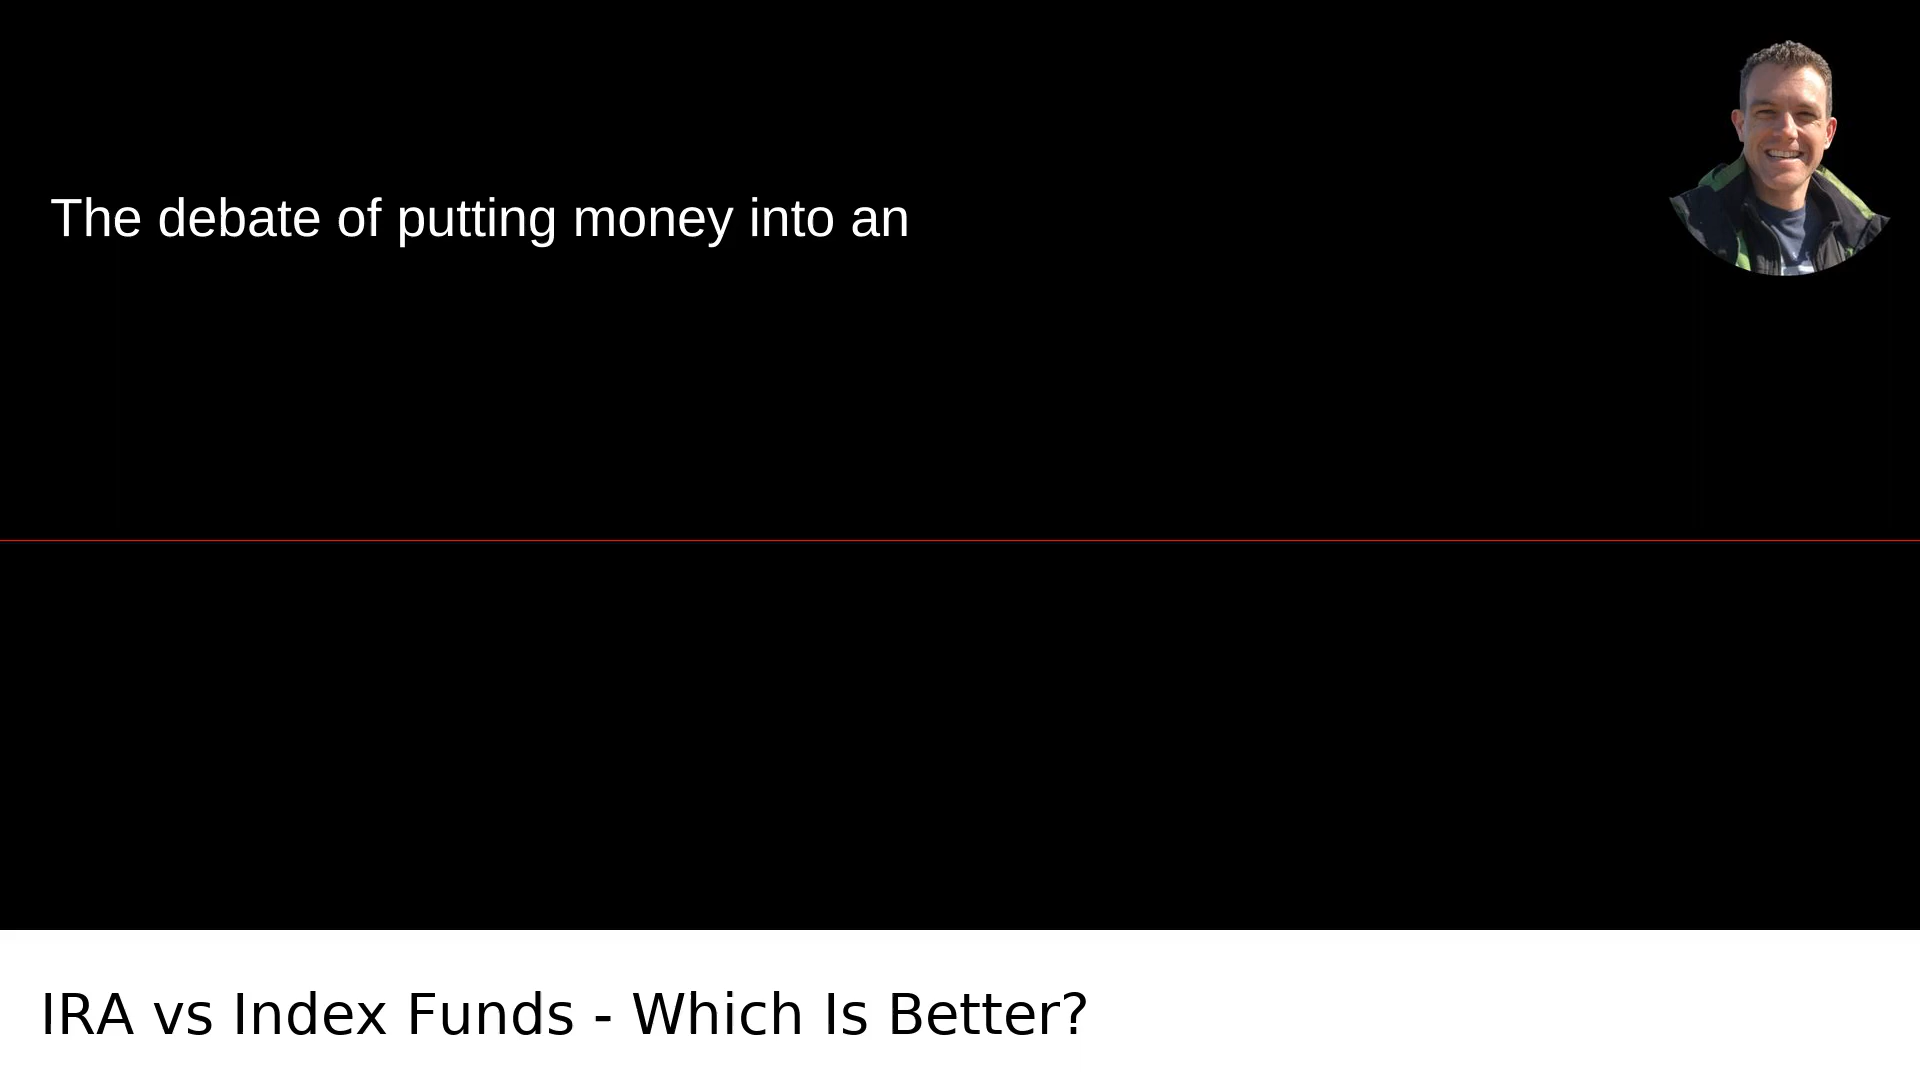 The debate of putting money into an
IRA vs Index Funds - Which Is Better?